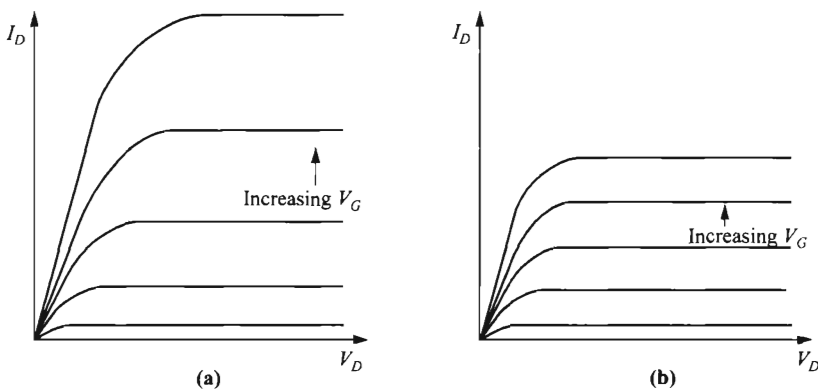 I_D
Increasing V_G
V_D
(a)
I_D
Increasing V_G
V_D
(b)